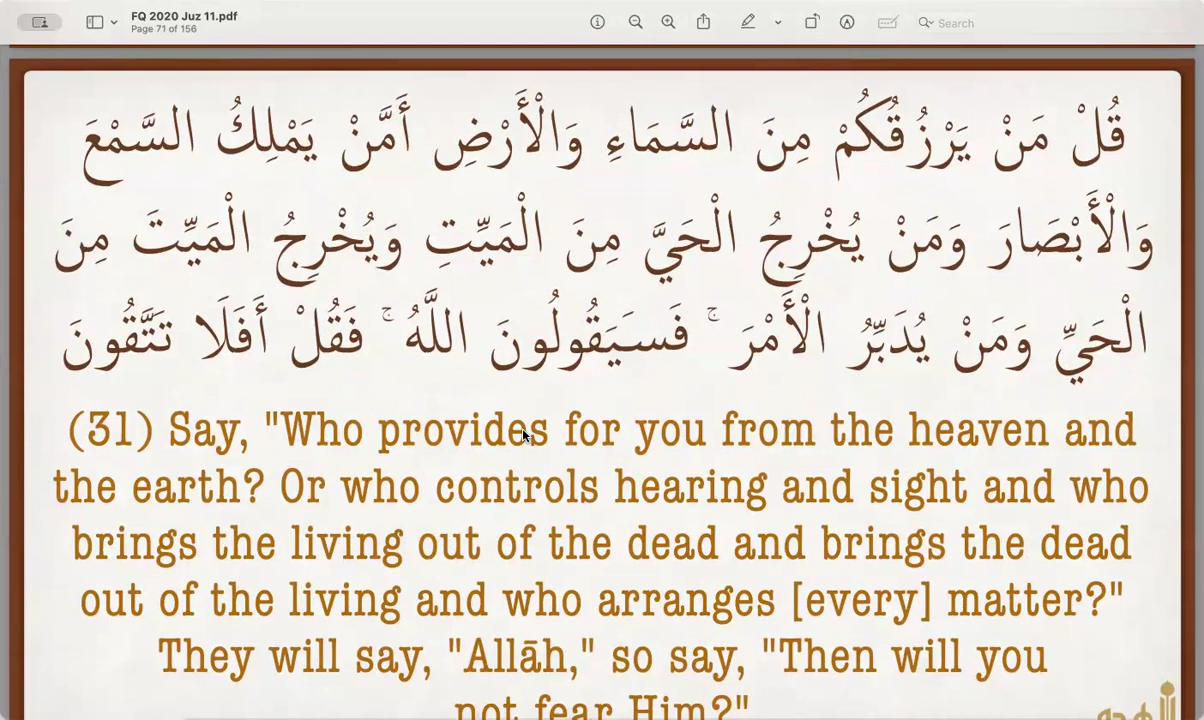 FQ 2020 Juz 11.pdf
Page 71 of 156
Search
قُلْ مَنْ يَرْزُقُكُمْ مِنَ السَّمَاءِ وَالْأَرْضِ أَمَّنْ يَمْلِكُ السَّمْعَ
وَالْأَبْصَارَ وَمَنْ يُخْرِجُ الْحَيَّ مِنَ الْمَيِّتِ وَيُخْرِجُ الْمَيِّتَ مِنَ
الْحَيِّ وَمَنْ يُدَبِّرُ الْأَمْرَ ۚ فَسَيَقُولُونَ اللَّهُ ۚ فَقُلْ أَفَلَا تَتَّقُونَ
(31) Say, "Who provides for you from the heaven and
the earth? Or who controls hearing and sight and who
brings the living out of the dead and brings the dead
out of the living and who arranges [every] matter?"
They will say, "Allāh," so say, "Then will you
not fear Him?"